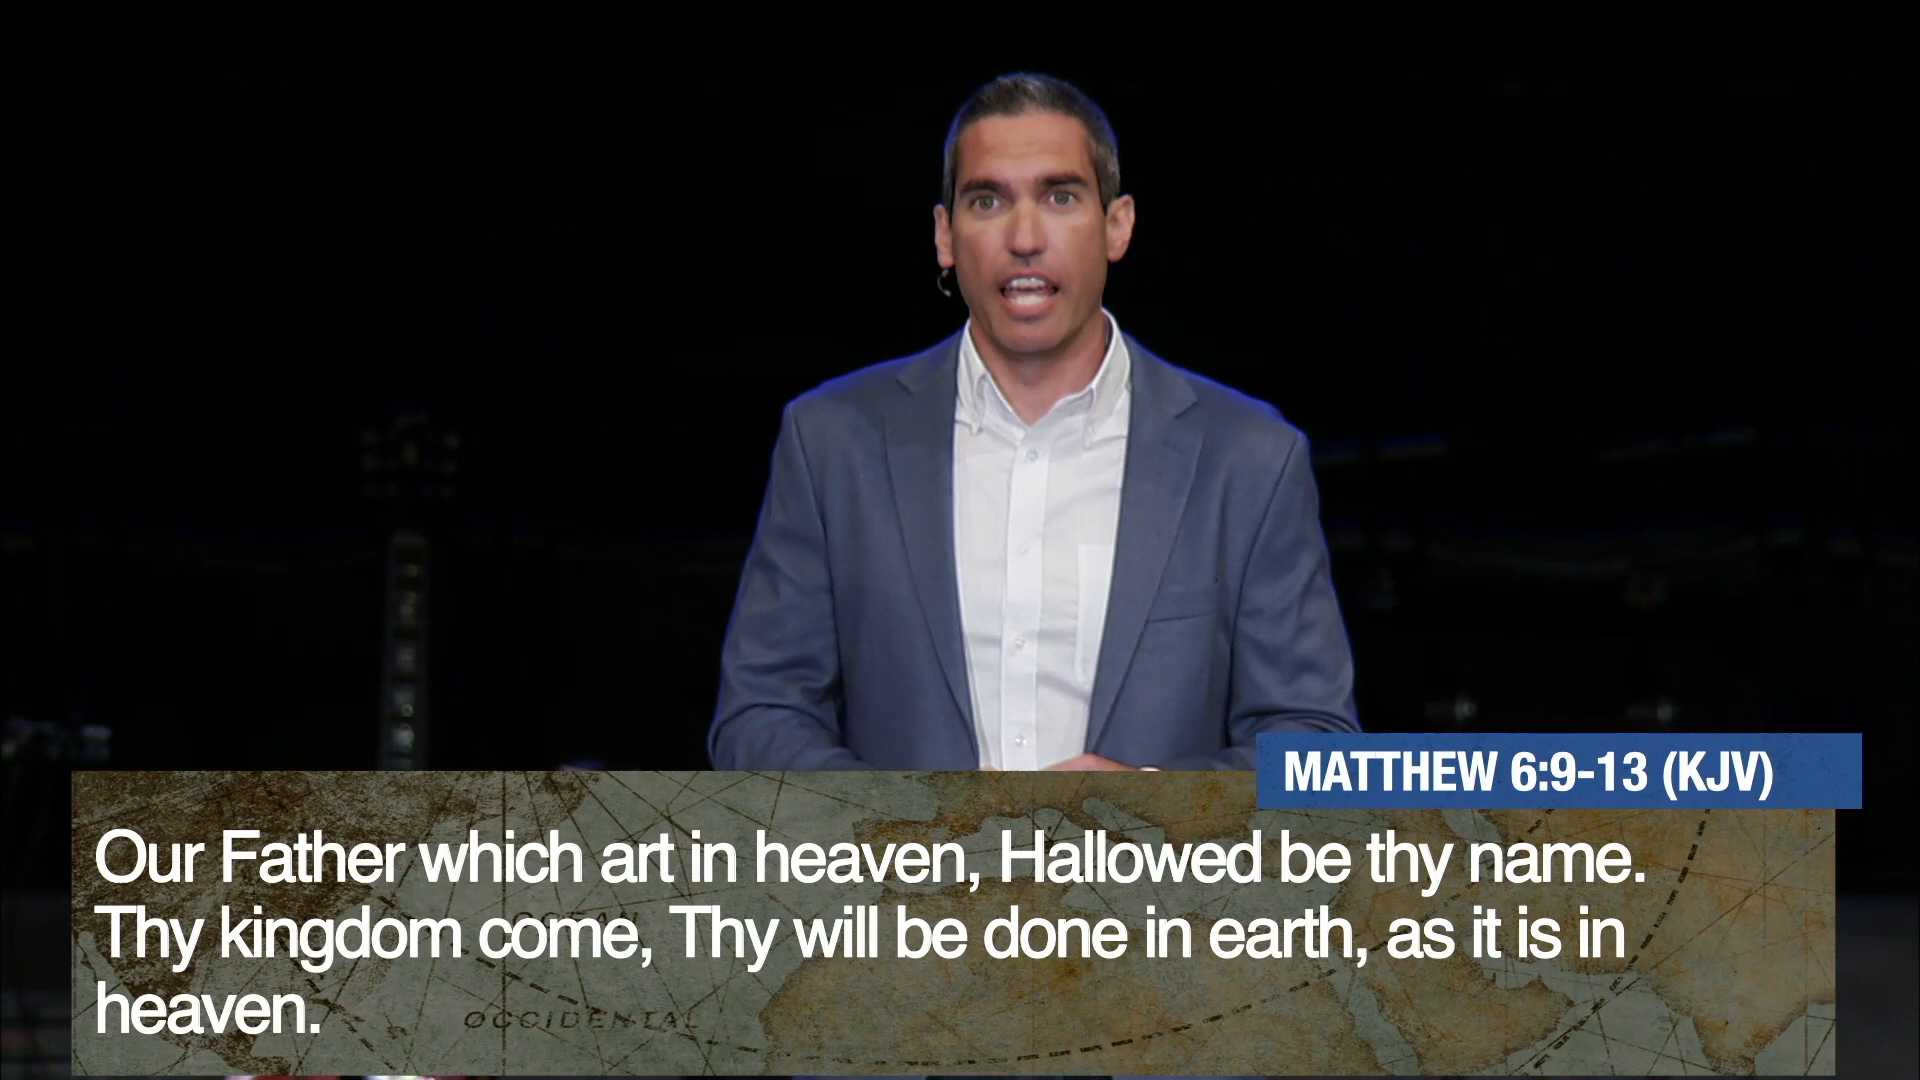 MATTHEW 6:9-13 (KJV)
Our Father which art in heaven, Hallowed be thy name.
Thy kingdom come, Thy will be done in earth, as it is in
heaven.
OCCIDENTAL